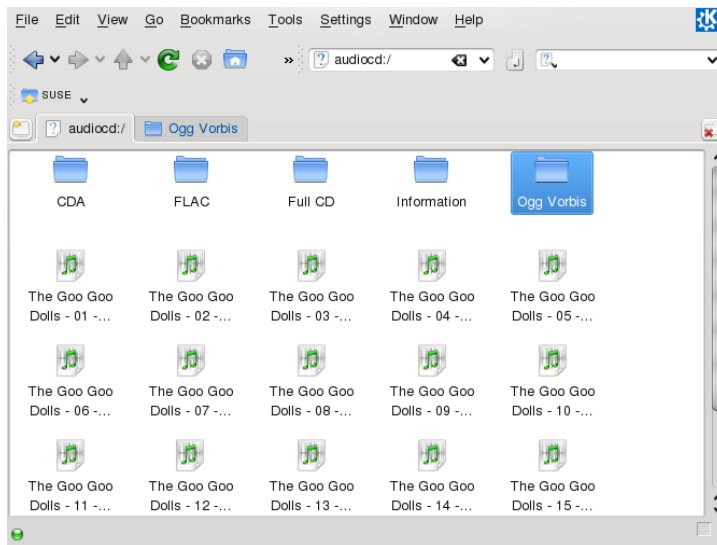 File Edit View Go Bookmarks Tools Settings Window Help
» audiocd:/
SUSE
audiocd:/ Ogg Vorbis
CDA FLAC Full CD Information Ogg Vorbis
The Goo Goo The Goo Goo The Goo Goo The Goo Goo The Goo Goo
Dolls - 01 -... Dolls - 02 -... Dolls - 03 -... Dolls - 04 -... Dolls - 05 -...
The Goo Goo The Goo Goo The Goo Goo The Goo Goo The Goo Goo
Dolls - 06 -... Dolls - 07 -... Dolls - 08 -... Dolls - 09 -... Dolls - 10 -...
The Goo Goo The Goo Goo The Goo Goo The Goo Goo The Goo Goo
Dolls - 11 -... Dolls - 12 -... Dolls - 13 -... Dolls - 14 -... Dolls - 15 -...